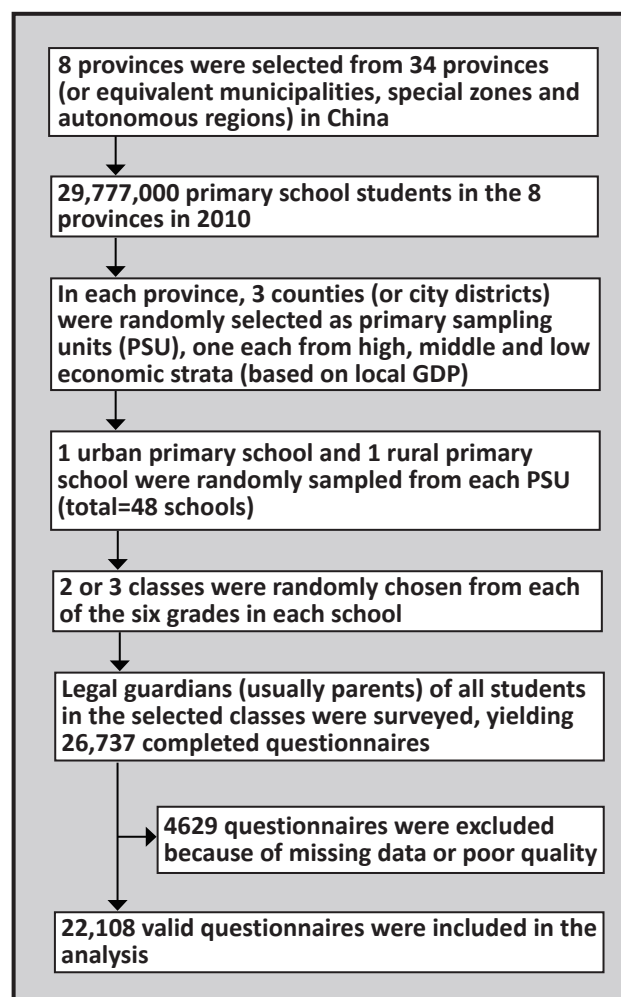 8 provinces were selected from 34 provinces
(or equivalent municipalities, special zones and
autonomous regions) in China
29,777,000 primary school students in the 8
provinces in 2010
In each province, 3 counties (or city districts)
were randomly selected as primary sampling
units (PSU), one each from high, middle and low
economic strata (based on local GDP)
1 urban primary school and 1 rural primary
school were randomly sampled from each PSU
(total=48 schools)
2 or 3 classes were randomly chosen from each
of the six grades in each school
Legal guardians (usually parents) of all students
in the selected classes were surveyed, yielding
26,737 completed questionnaires
4629 questionnaires were excluded
because of missing data or poor quality
22,108 valid questionnaires were included in the
analysis